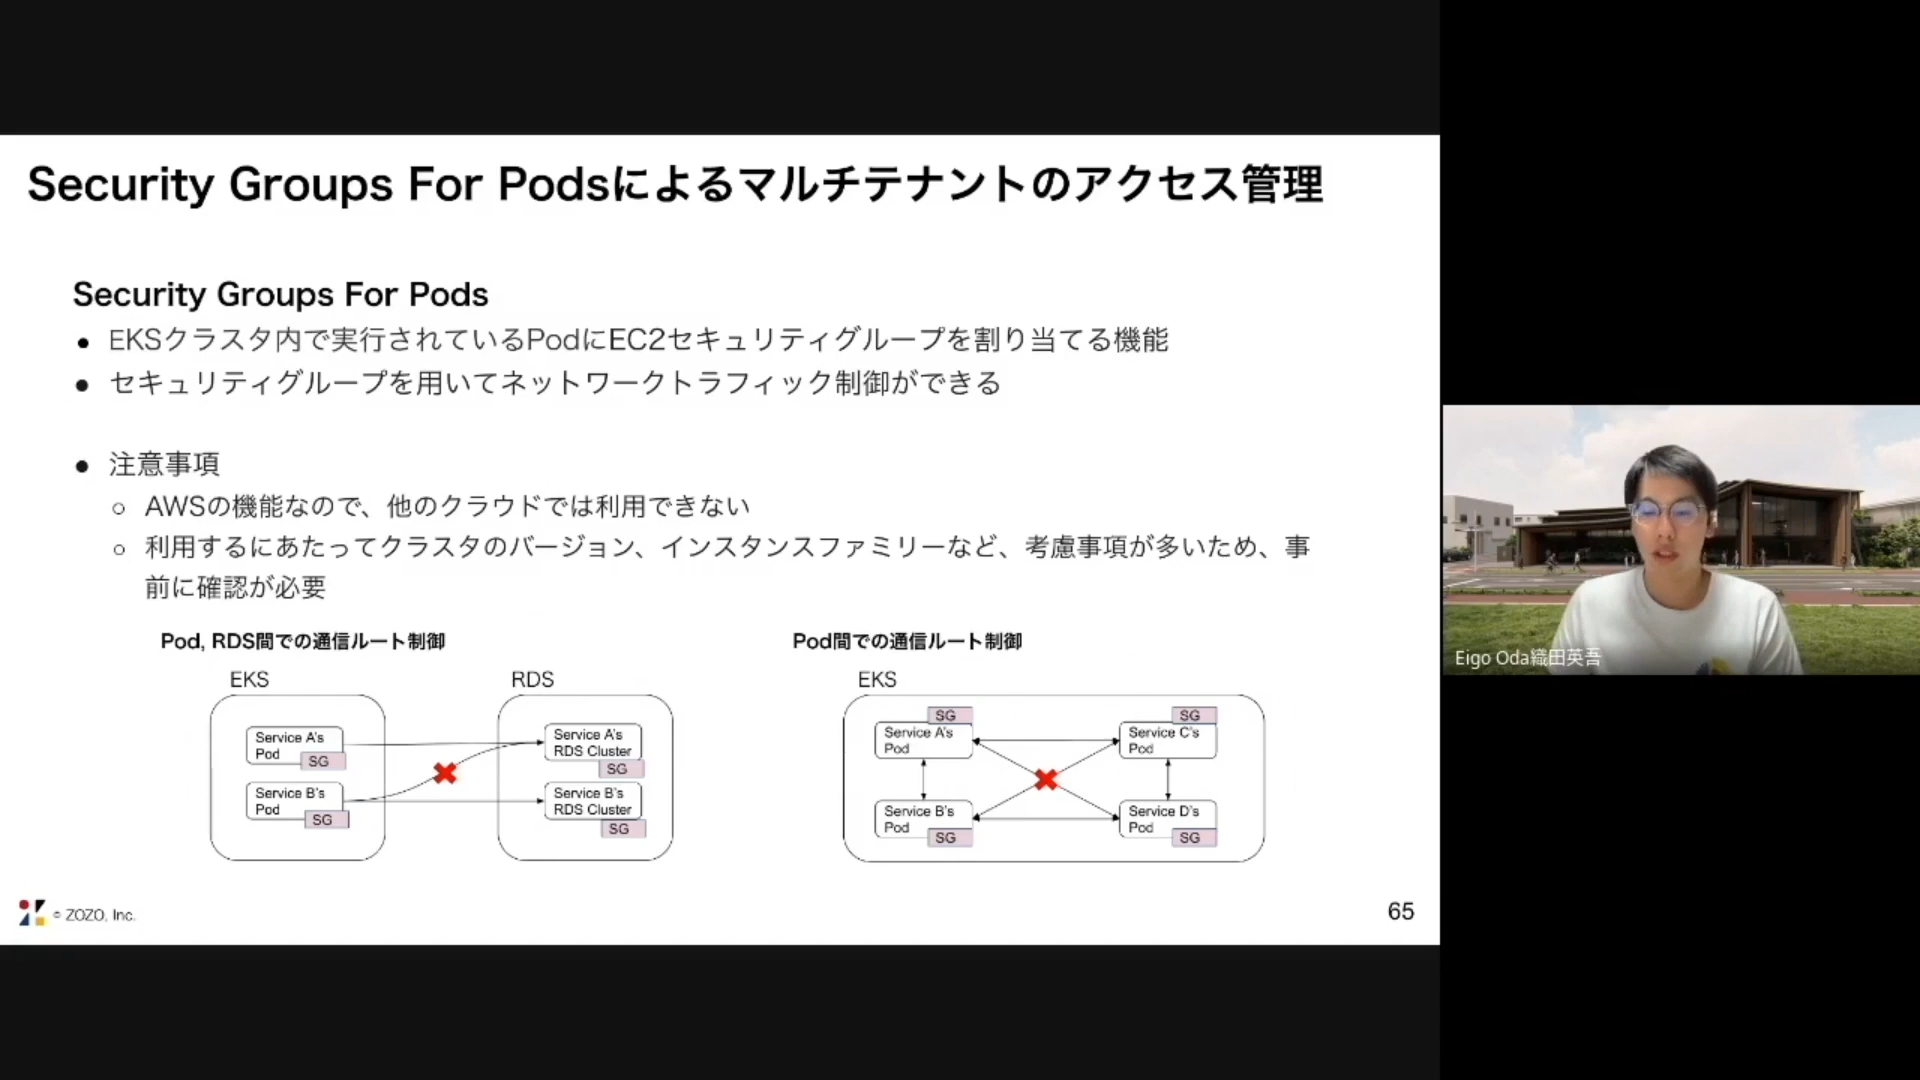 Security Groups For Podsによるマルチテナントのアクセス管理
Security Groups For Pods
● EKSクラスタ内で実行されているPodにEC2セキュリティグループを割り当てる機能
● セキュリティグループを用いてネットワークトラフィック制御ができる
● 注意事項
○ AWSの機能なので、他のクラウドでは利用できない
○ 利用するにあたってクラスタのバージョン、インスタンスファミリーなど、考慮事項が多いため、事
前に確認が必要
Pod, RDS間での通信ルート制御
EKS
RDS
Service A's
Pod
SG
Service B's
Pod
SG
Service A's
RDS Cluster
SG
Service B's
RDS Cluster
SG
Pod間での通信ルート制御
EKS
SG
Service A's
Pod
SG
Service C's
Pod
Service B's
Pod
SG
Service D's
Pod
SG
© ZOZO, Inc.
65
Eigo Oda織田英吾